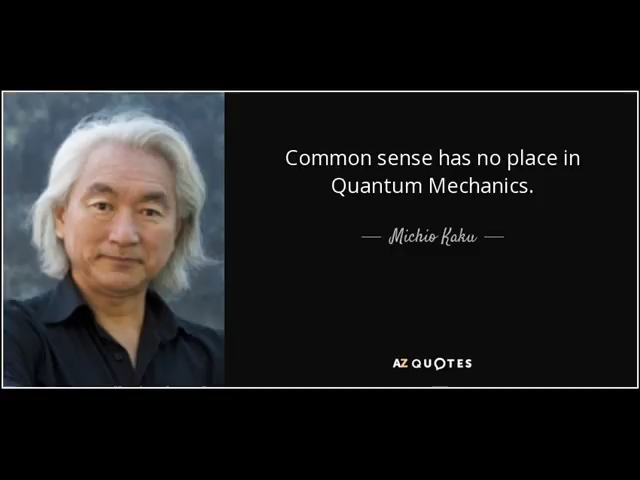 Common sense has no place in
Quantum Mechanics.
Michio Kaku
AZ QUOTES